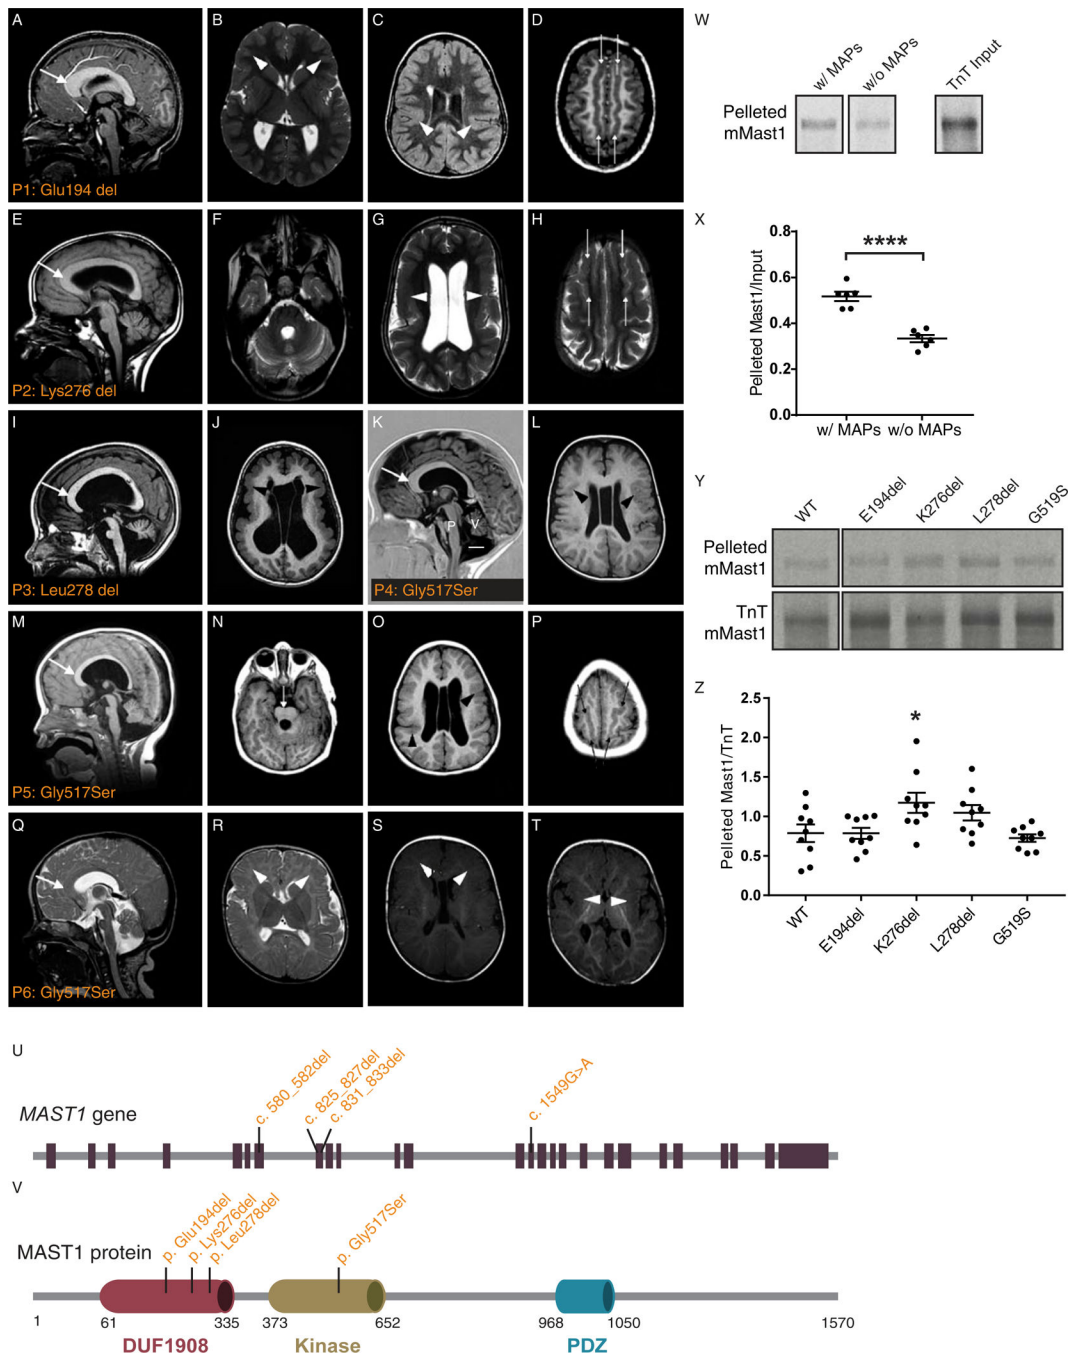 A
B
C
D
P1: Glu194 del
E
F
G
H
P2: Lys276 del
I
J
K
L
P
V
P3: Leu278 del
P4: Gly517Ser
M
N
O
P
P5: Gly517Ser
Q
R
S
T
P6: Gly517Ser
W
w/ MAPs
w/o MAPs
TnT Input
Pelleted
mMast1
X
Pelleted Mast1/Input
0.8
0.6
0.4
0.2
0.0
****
w/ MAPs w/o MAPs
Y
WT
E194del
K276del
L278del
G519S
Pelleted
mMast1
TnT
mMast1
Z
Pelleted Mast1/TnT
2.5
2.0
1.5
1.0
0.5
0.0
*
WT
E194del
K276del
L278del
G519S
U
c. 580_582del
c. 825_827del
c. 831_833del
c. 1549G>A
MAST1 gene
V
p. Glu194del
p. Lys276del
p. Leu278del
p. Gly517Ser
MAST1 protein
1
61
335
373
652
968
1050
1570
DUF1908
Kinase
PDZ